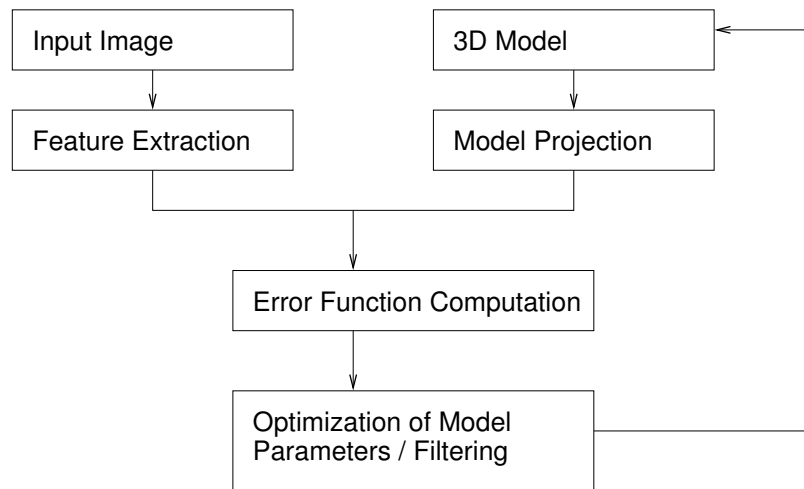 Input Image
3D Model
Feature Extraction
Model Projection
Error Function Computation
Optimization of Model
Parameters / Filtering